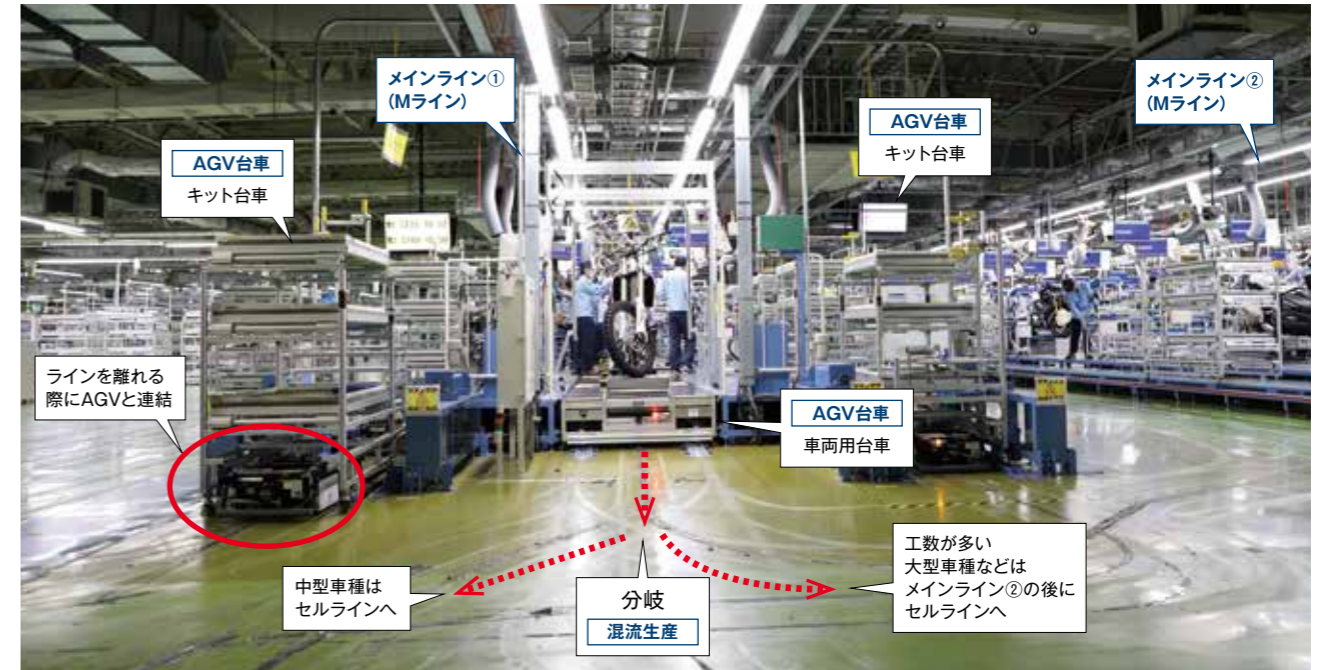 メインライン①
(Mライン)
メインライン②
(Mライン)
AGV台車
キット台車
AGV台車
キット台車
ラインを離れる
際にAGVと連結
AGV台車
車両用台車
中型車種は
セルラインへ
分岐
混流生産
工数が多い
大型車種などは
メインライン②の後に
セルラインへ